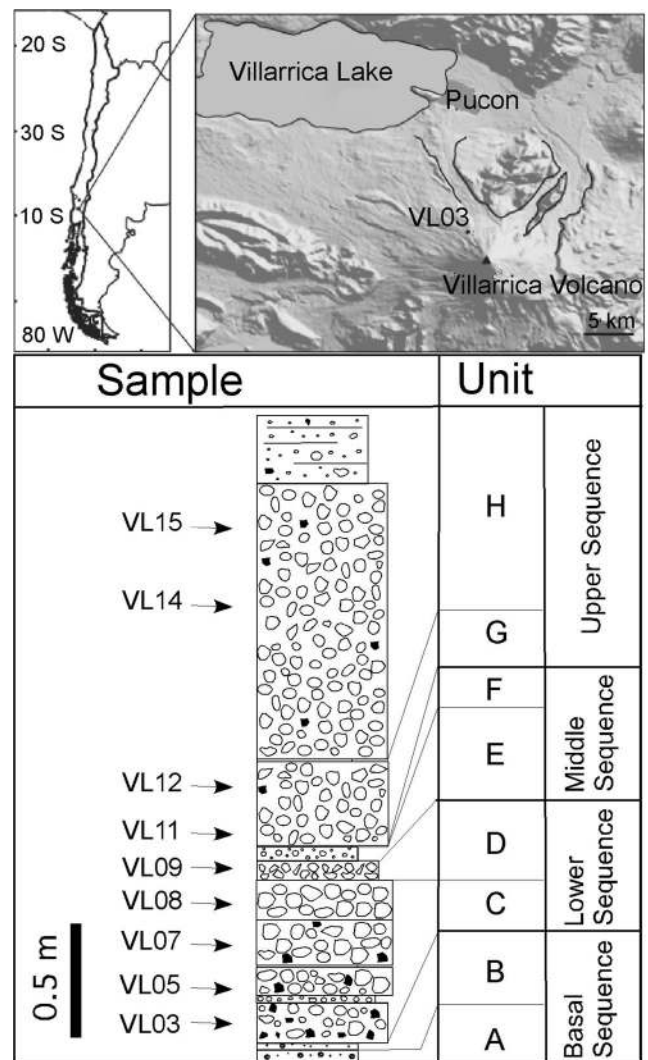 20 S
30 S
10 S
80 W
Villarrica Lake
Pucon
VL03
Villarrica Volcano
5 km
Sample Unit
VL15
VL14
VL12
VL11
VL09
VL08
VL07
VL05
VL03
0.5 m
H
G
F
E
D
C
B
A
Upper Sequence
Middle
Sequence
Lower
Sequence
Basal
Sequence